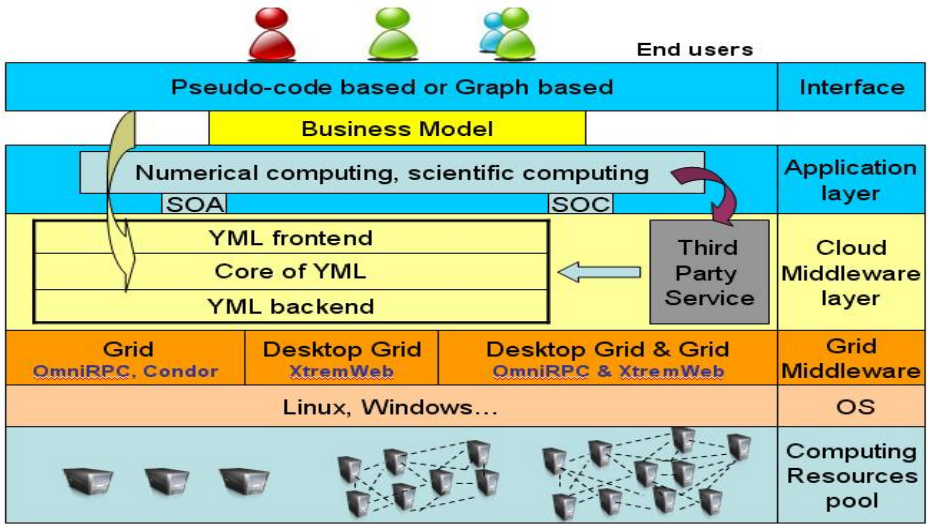 End users
Pseudo-code based or Graph based
Interface
Business Model
Numerical computing, scientific computing
Application
layer
SOA
SOC
YML frontend
Core of YML
YML backend
Third
Party
Service
Cloud
Middleware
layer
Grid
OmniRPC, Condor
Desktop Grid
XtremWeb
Desktop Grid & Grid
OmniRPC & XtremWeb
Grid
Middleware
Linux, Windows...
OS
Computing
Resources
pool